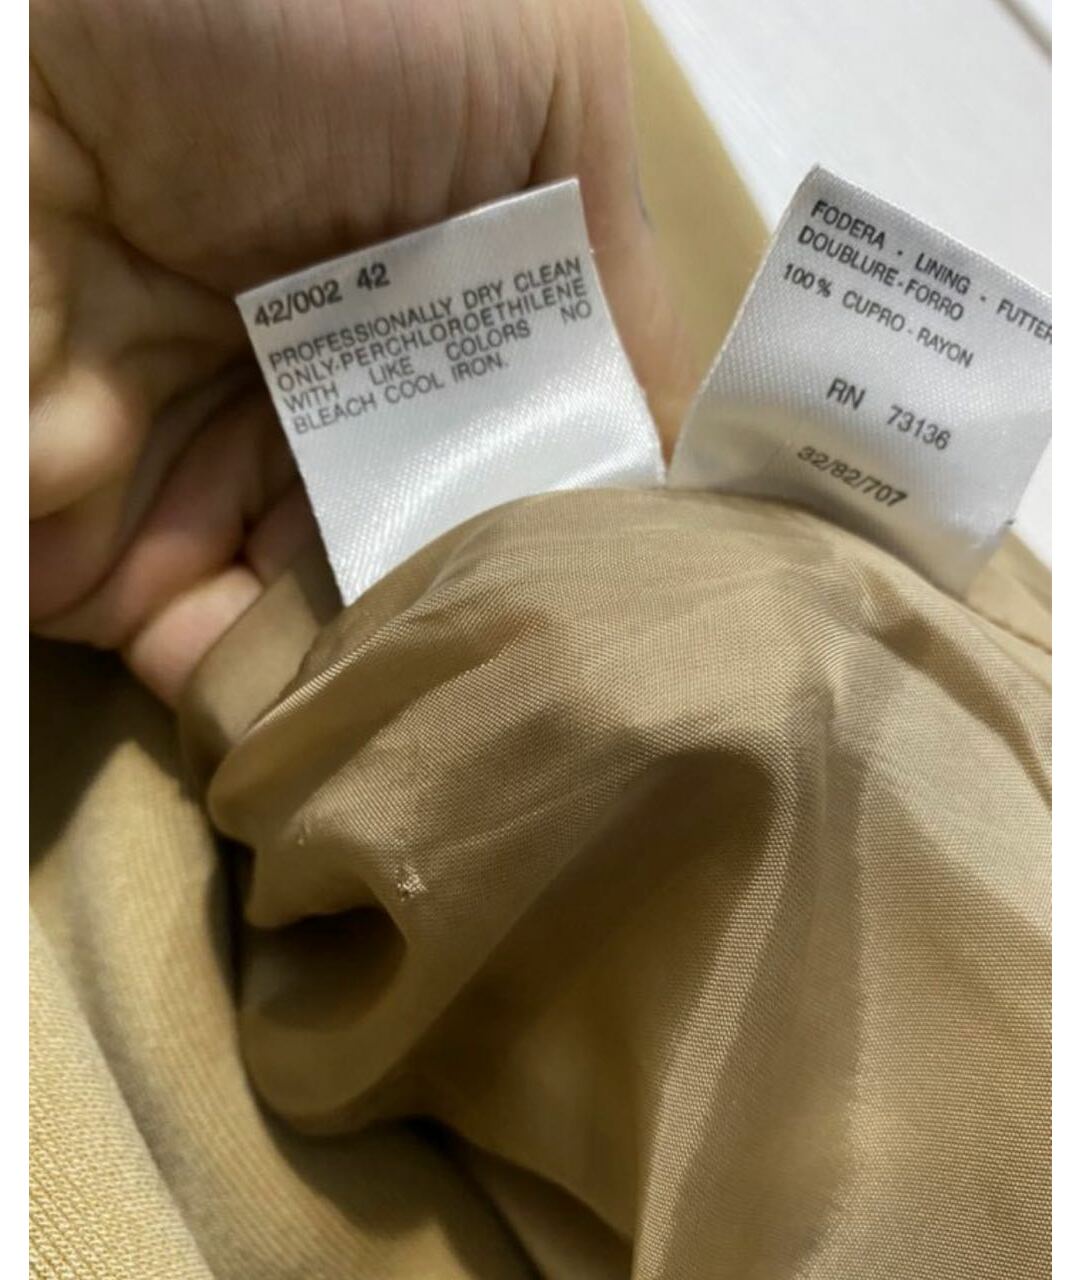 42/002 42
PROFESSIONALLY DRY CLEAN
ONLY-PERCHLOROETHILENE
WITH LIKE COLORS NO
BLEACH COOL IRON.
FODERA - LINING - FUTTER
DOUBLURE-FORRO
100% CUPRO-RAYON
RN 73136
32/82/707